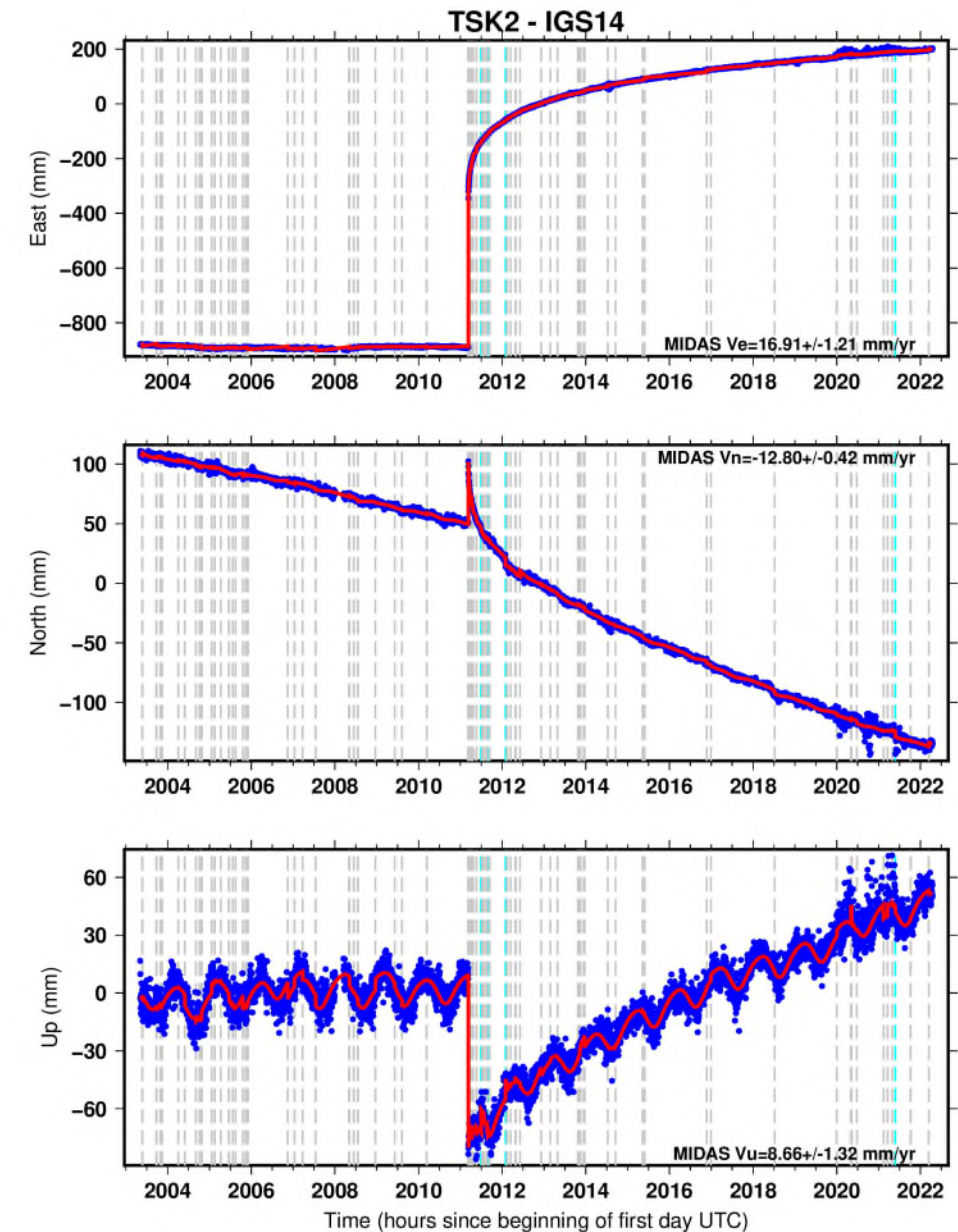 TSK2 - IGS14
200
0
−200
−400
−600
−800
East (mm)
MIDAS Ve=16.91+/-1.21 mm/yr
2004 2006 2008 2010 2012 2014 2016 2018 2020 2022
100
50
0
−50
−100
North (mm)
MIDAS Vn=-12.80+/-0.42 mm/yr
2004 2006 2008 2010 2012 2014 2016 2018 2020 2022
60
30
0
−30
−60
Up (mm)
MIDAS Vu=8.66+/-1.32 mm/yr
2004 2006 2008 2010 2012 2014 2016 2018 2020 2022
Time (hours since beginning of first day UTC)